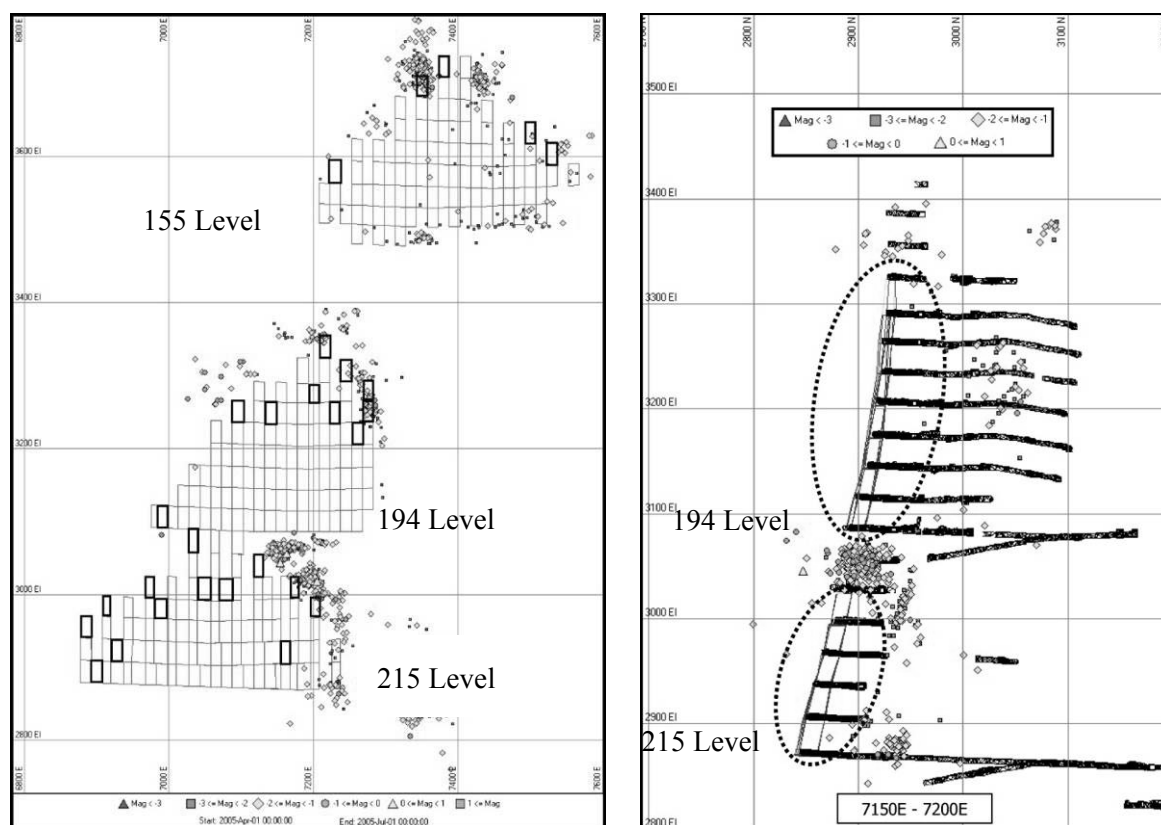 6800 E 7000 E 7200 E 7400 E 7600 E
3600 El
155 Level
3400 El
3200 El
194 Level
3000 El
215 Level
2800 El
6800 E 7000 E 7200 E 7400 E 7600 E
Mag < -3 -3 <= Mag < -2 -2 <= Mag < -1 -1 <= Mag < 0 0 <= Mag < 1 1 <= Mag
Start: 2005-Apr-01 00:00:00 End: 2005-Jul-01 00:00:00
2700 N 2800 N 2900 N 3000 N 3100 N
3500 El
Mag < -3 -3 <= Mag < -2 -2 <= Mag < -1
-1 <= Mag < 0 0 <= Mag < 1
3400 El
3300 El
3200 El
3100 El
194 Level
3000 El
2900 El
215 Level
7150E - 7200E
2800 El